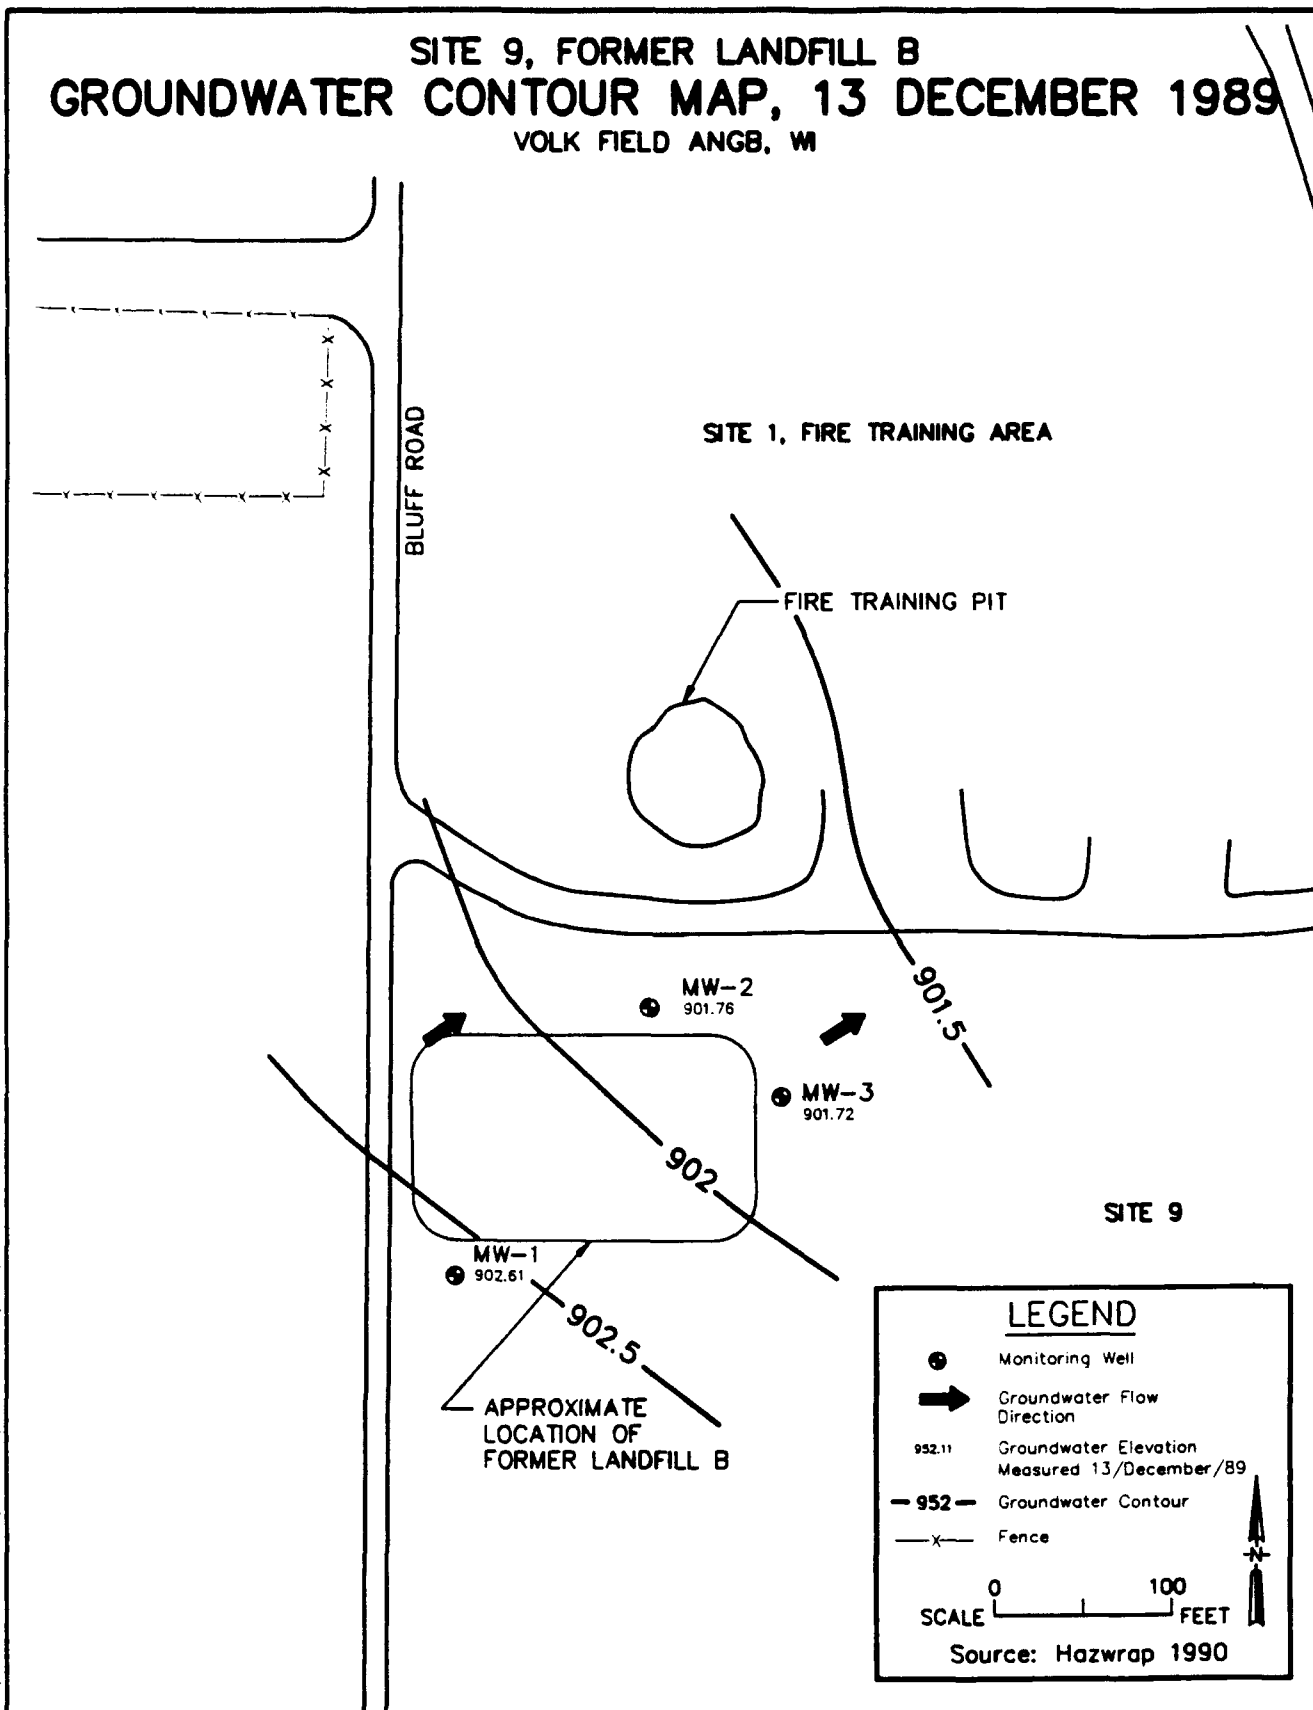 SITE 9, FORMER LANDFILL B
GROUNDWATER CONTOUR MAP, 13 DECEMBER 1989
VOLK FIELD ANGB, WI
BLUFF ROAD
SITE 1, FIRE TRAINING AREA
FIRE TRAINING PIT
MW-2
901.76
901.5
MW-3
901.72
902
SITE 9
MW-1
902.61
902.5
APPROXIMATE
LOCATION OF
FORMER LANDFILL B
LEGEND
Monitoring Well
Groundwater Flow
Direction
952.11 Groundwater Elevation
Measured 13/December/89
952 Groundwater Contour
x Fence
N
0 100
SCALE FEET
Source: Hazwrap 1990